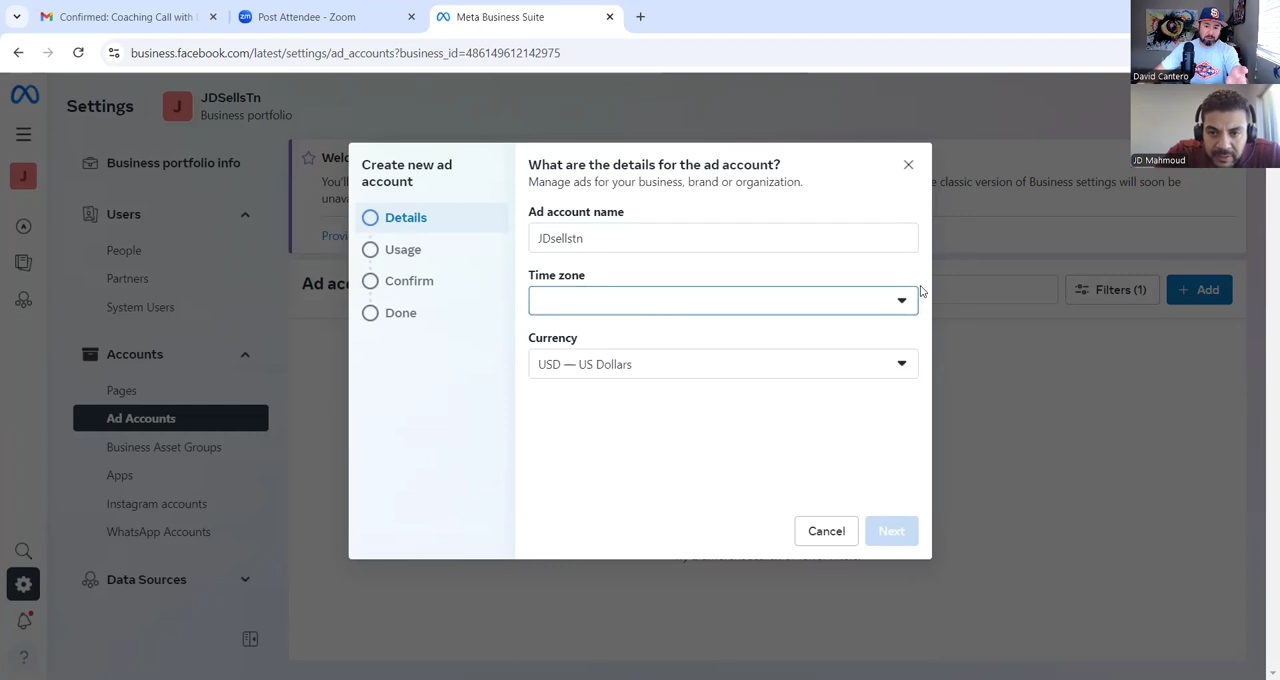 Confirmed: Coaching Call with
Post Attendee - Zoom
Meta Business Suite
business.facebook.com/latest/settings/ad_accounts?business_id=486149612142975
David Cantero
JD Mahmoud
Settings
J
JDSellsTn
Business portfolio
J
Business portfolio info
Users
People
Partners
System Users
Accounts
Pages
Ad Accounts
Business Asset Groups
Apps
Instagram accounts
WhatsApp Accounts
Data Sources
Welc
You'll
e classic version of Business settings will soon be
unava
Provi
Ad acco
Filters (1)
+ Add
Create new ad
account
Details
Usage
Confirm
Done
What are the details for the ad account?
Manage ads for your business, brand or organization.
Ad account name
JDsellstn
Time zone
Currency
USD — US Dollars
Cancel
Next